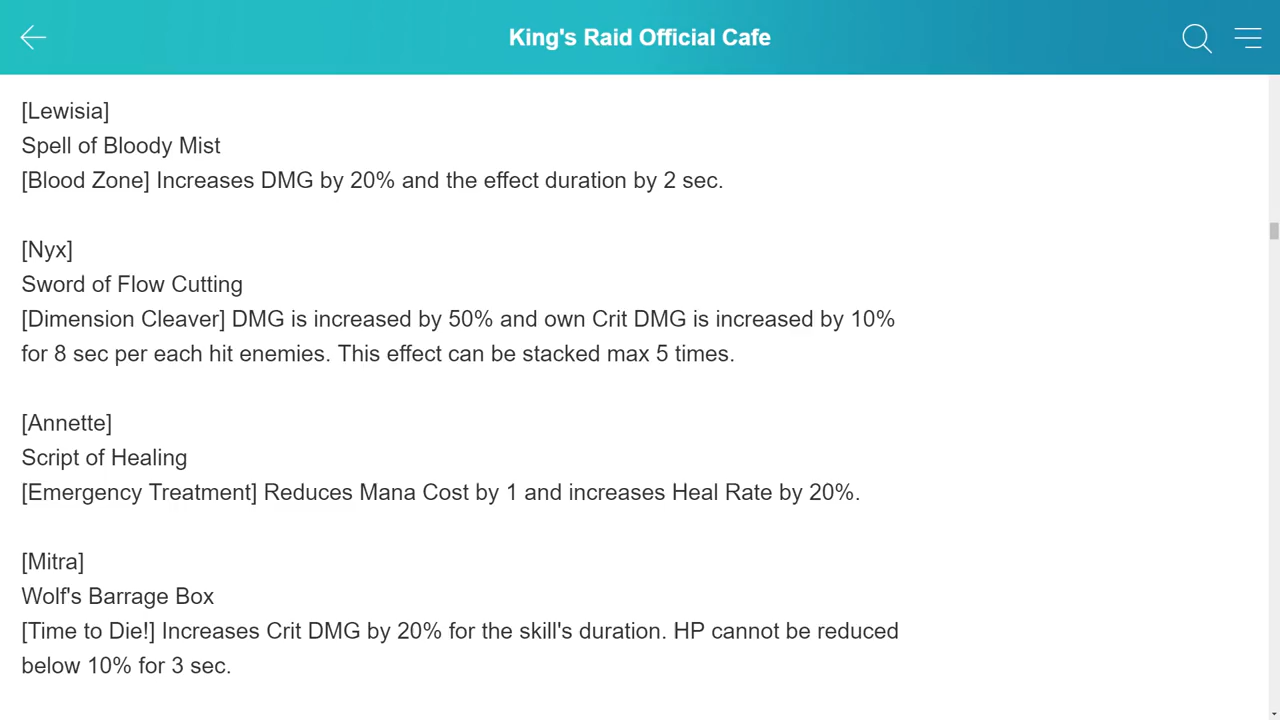 King's Raid Official Cafe
[Lewisia]
Spell of Bloody Mist
[Blood Zone] Increases DMG by 20% and the effect duration by 2 sec.
[Nyx]
Sword of Flow Cutting
[Dimension Cleaver] DMG is increased by 50% and own Crit DMG is increased by 10%
for 8 sec per each hit enemies. This effect can be stacked max 5 times.
[Annette]
Script of Healing
[Emergency Treatment] Reduces Mana Cost by 1 and increases Heal Rate by 20%.
[Mitra]
Wolf's Barrage Box
[Time to Die!] Increases Crit DMG by 20% for the skill's duration. HP cannot be reduced
below 10% for 3 sec.